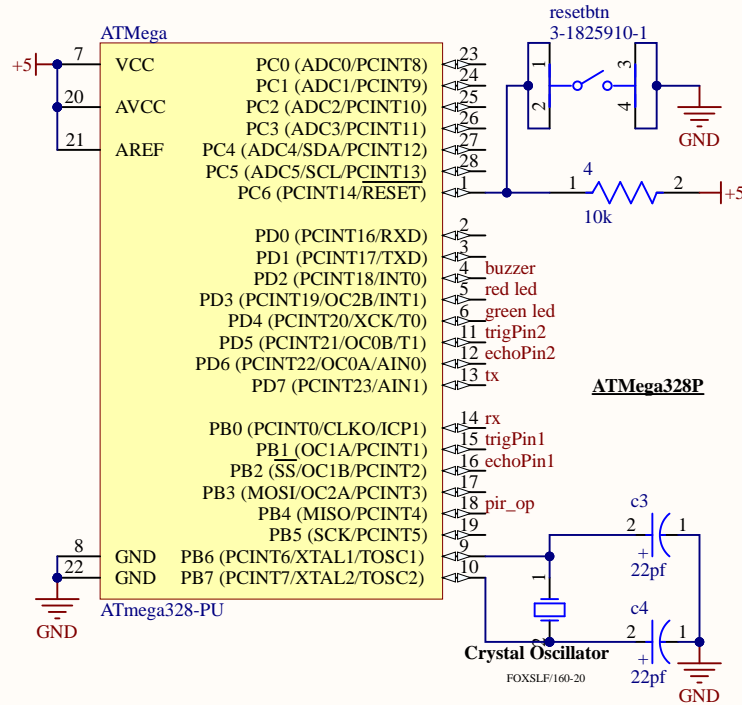 ATMega
resetbtn
3-1825910-1
+5
7 VCC
20 AVCC
21 AREF
PC0 (ADC0/PCINT8) 23
PC1 (ADC1/PCINT9) 24
PC2 (ADC2/PCINT10) 25
PC3 (ADC3/PCINT11) 26
PC4 (ADC4/SDA/PCINT12) 27
PC5 (ADC5/SCL/PCINT13) 28
PC6 (PCINT14/RESET) 1
1 2 3 4
GND
4
1 2 +5
10k
PD0 (PCINT16/RXD) 2
PD1 (PCINT17/TXD) 3
PD2 (PCINT18/INT0) 4 buzzer
PD3 (PCINT19/OC2B/INT1) 5 red led
PD4 (PCINT20/XCK/T0) 6 green led
PD5 (PCINT21/OC0B/T1) 11 trigPin2
PD6 (PCINT22/OC0A/AIN0) 12 echoPin2
PD7 (PCINT23/AIN1) 13 tx
ATMega328P
PB0 (PCINT0/CLKO/ICP1) 14 rx
PB1 (OC1A/PCINT1) 15 trigPin1
PB2 (SS/OC1B/PCINT2) 16 echoPin1
PB3 (MOSI/OC2A/PCINT3) 17
PB4 (MISO/PCINT4) 18 pir_op
PB5 (SCK/PCINT5) 19
8 GND
PB6 (PCINT6/XTAL1/TOSC1) 9
22 GND
PB7 (PCINT7/XTAL2/TOSC2) 10
GND
ATmega328-PU
c3
2 1
+
22pf
1
2
c4
2 1
+
22pf
GND
Crystal Oscillator
FOXSLF/160-20